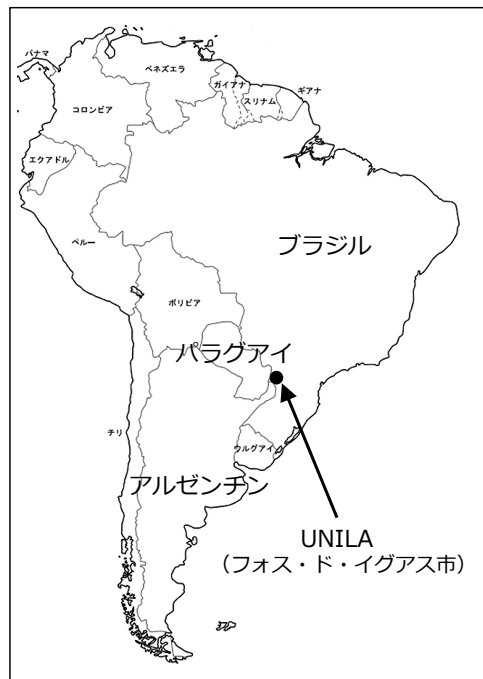 パナマ
ベネズエラ
ガイアナ
スリナム
ギアナ
コロンビア
エクアドル
ペルー
ブラジル
ボリビア
パラグアイ
チリ
ウルグアイ
アルゼンチン
UNILA
（フォス・ド・イグアス市）